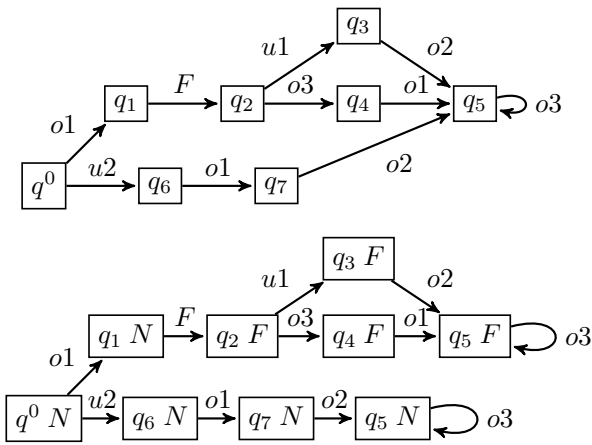 q3
u1 o2
q1 F q2 o3 q4 o1 q5 o3
o1
q⁰ u2 q6 o1 q7 o2
q3 F
u1 o2
q1 N F q2 F o3 q4 F o1 q5 F o3
o1
q⁰ N u2 q6 N o1 q7 N o2 q5 N o3